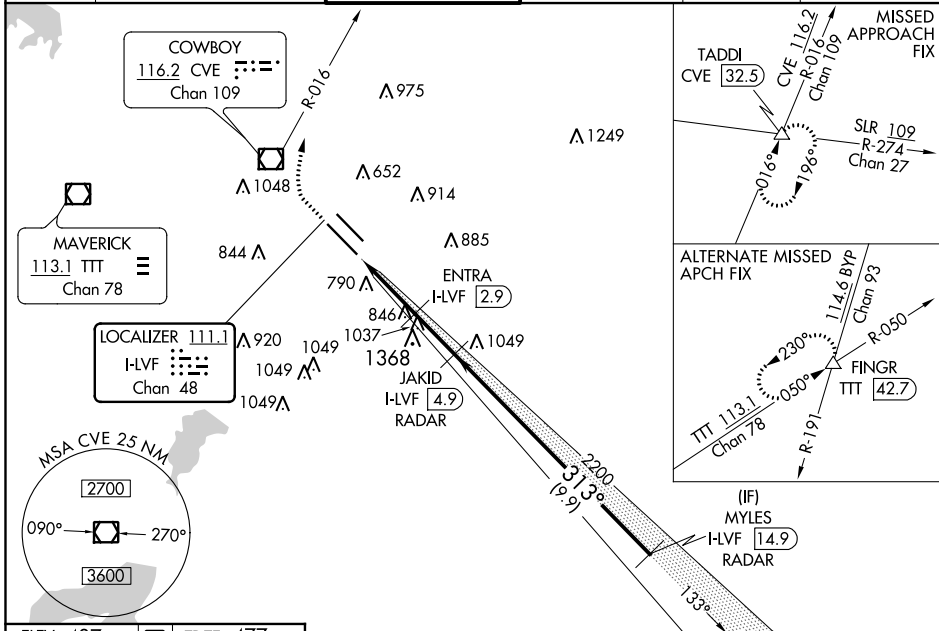 COWBOY
116.2 CVE
Chan 109
R-016
975
1249
1048
652
914
MAVERICK
113.1 TTT
Chan 78
844
885
790
ENTRA
I-LVF 2.9
846
1037
1368
LOCALIZER 111.1
I-LVF
Chan 48
920
1049
1049
1049
1049
JAKID
I-LVF 4.9
RADAR
2200
313°
(9.9)
(IF)
MYLES
I-LVF 14.9
RADAR
133°
MSA CVE 25 NM
2700
090°
270°
3600
MISSED
APPROACH
FIX
TADDI
CVE 32.5
CVE 116.2
R-016
Chan 109
SLR 109
R-274
Chan 27
016°
196°
ALTERNATE MISSED
APCH FIX
114.6 BYP
Chan 93
R-050
230°
050°
FINGR
TTT 42.7
TTT 113.1
Chan 78
R-191